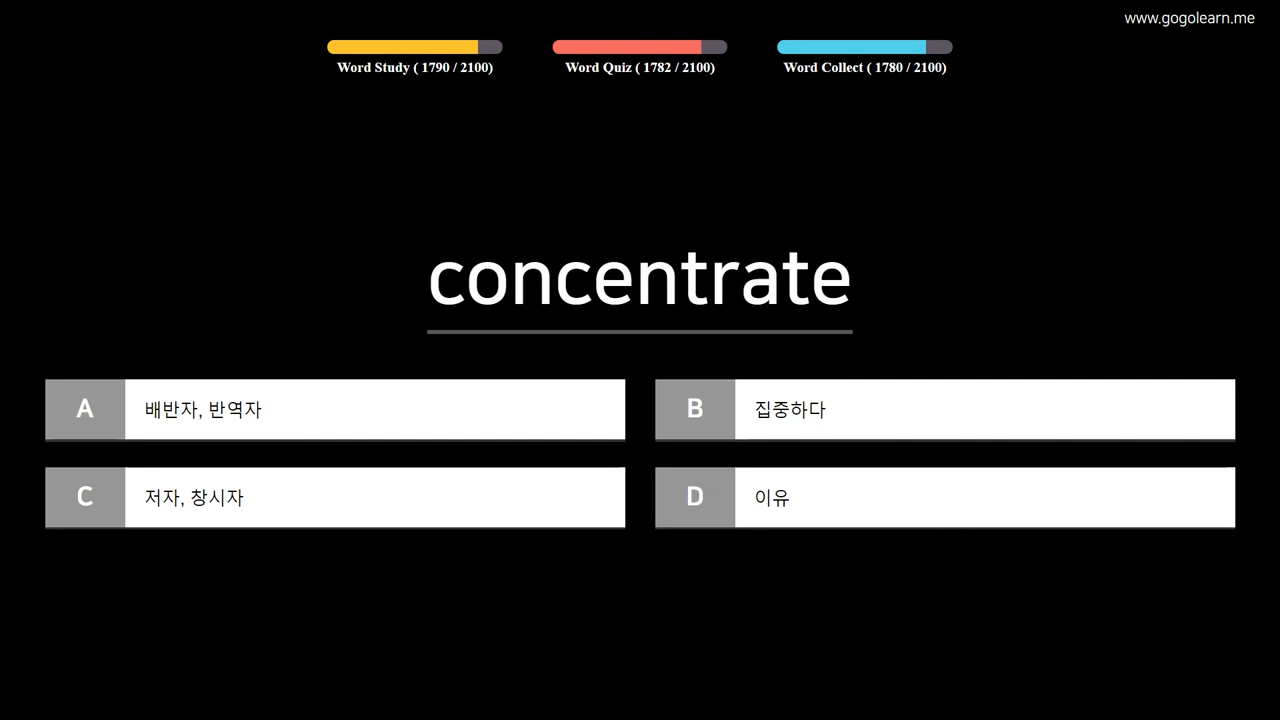 www.gogolearn.me
Word Study ( 1790 / 2100)
Word Quiz ( 1782 / 2100)
Word Collect ( 1780 / 2100)
concentrate
A 배반자, 반역자
B 집중하다
C 저자, 창시자
D 이유